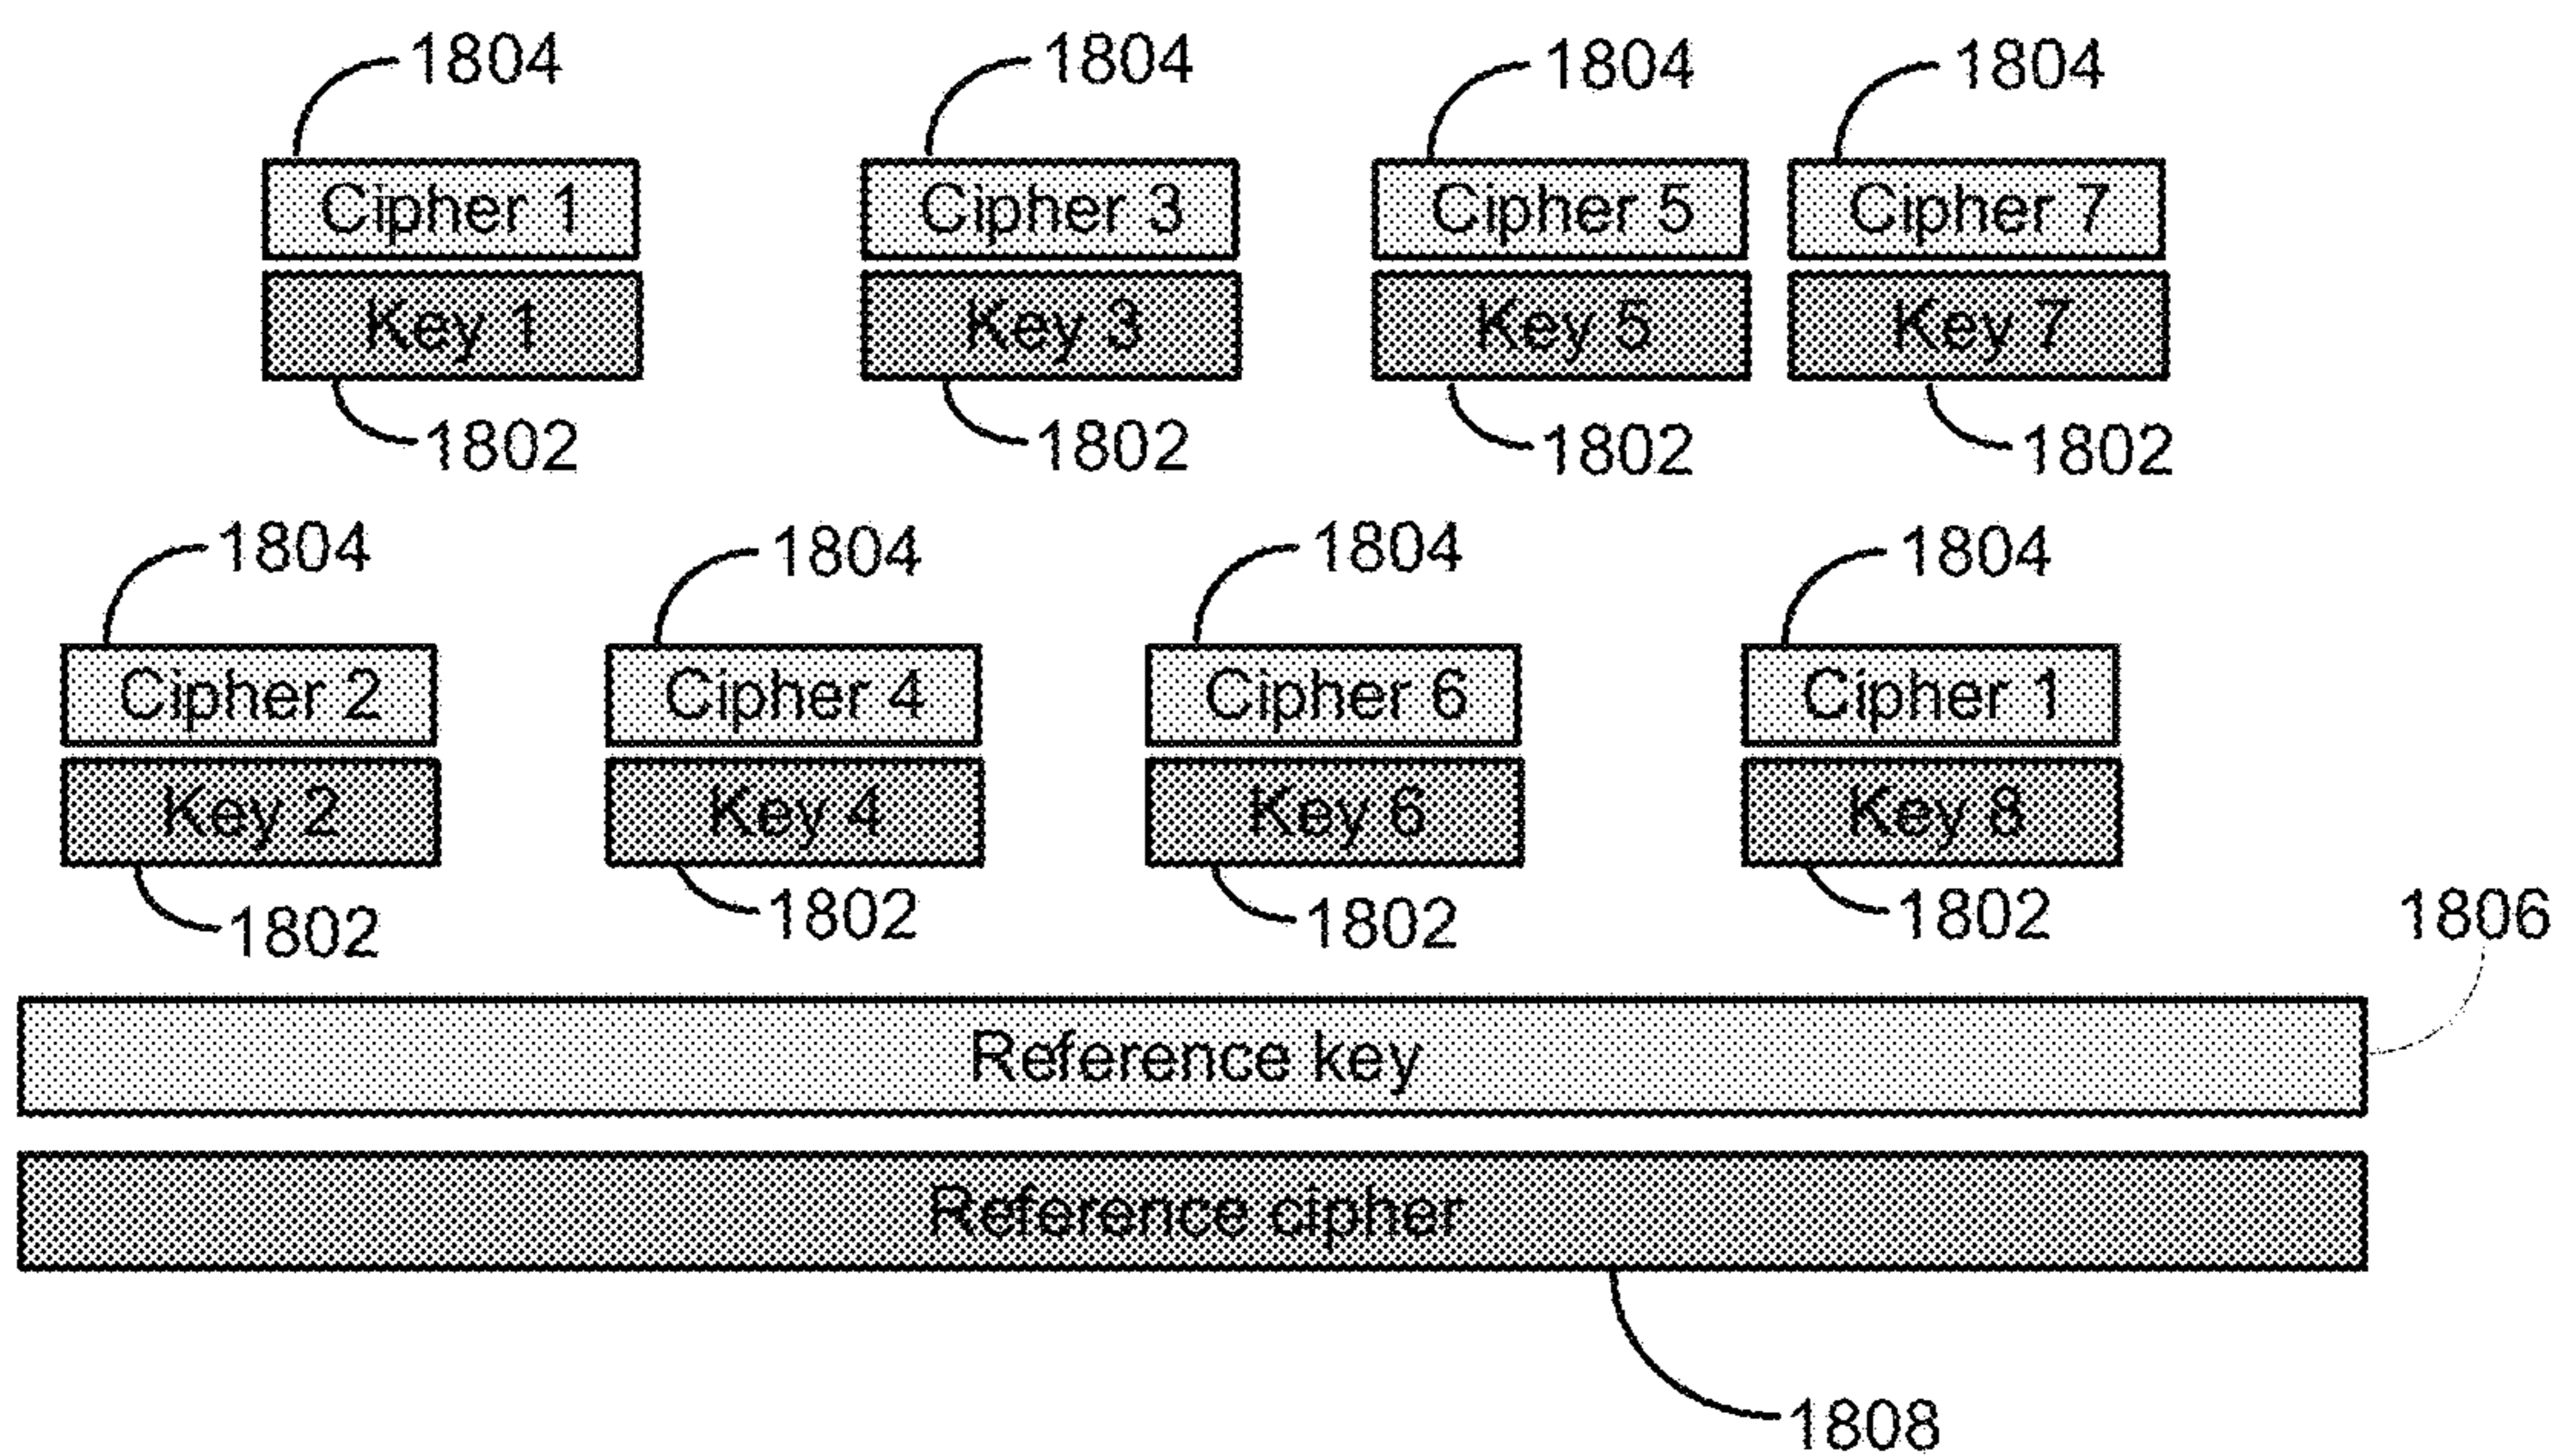 1804 1804 1804 1804
Cipher 1 Cipher 3 Cipher 5 Cipher 7
Key 1 Key 3 Key 5 Key 7
1802 1802 1802 1802
1804 1804 1804 1804
Cipher 2 Cipher 4 Cipher 6 Cipher 1
Key 2 Key 4 Key 6 Key 8
1802 1802 1802 1802
1806
Reference key
Reference cipher
1808